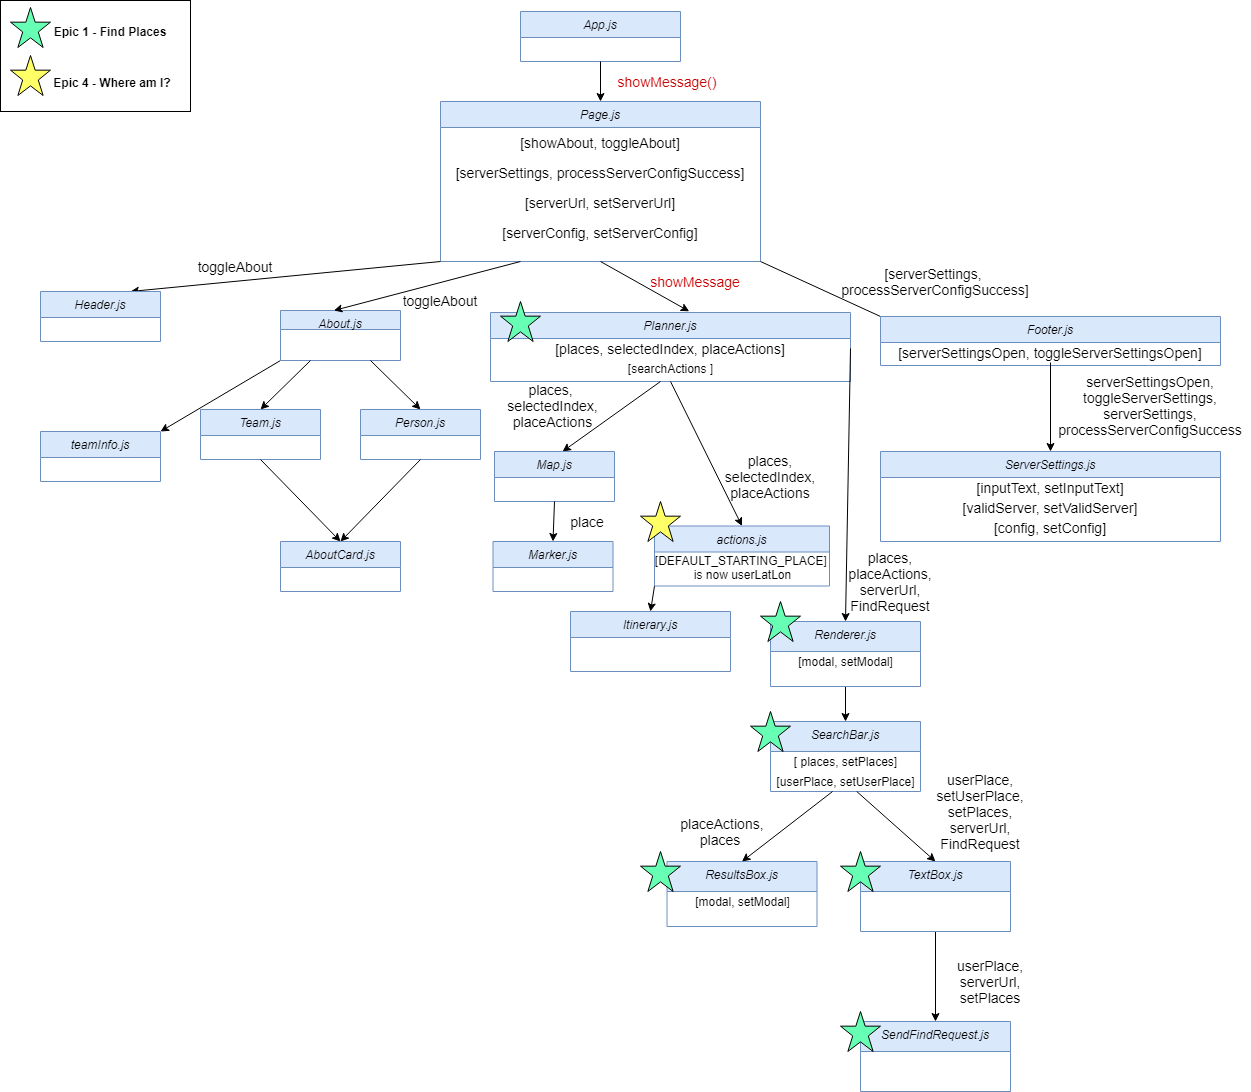 Epic 1 - Find Places
Epic 4 - Where am I?
App.js
showMessage()
Page.js
[showAbout, toggleAbout]
[serverSettings, processServerConfigSuccess]
[serverUrl, setServerUrl]
[serverConfig, setServerConfig]
toggleAbout
toggleAbout
showMessage
[serverSettings,
processServerConfigSuccess]
Header.js
About.js
Planner.js
[places, selectedIndex, placeActions]
[searchActions ]
Footer.js
[serverSettingsOpen, toggleServerSettingsOpen]
places,
selectedIndex,
placeActions
serverSettingsOpen,
toggleServerSettings,
serverSettings,
processServerConfigSuccess
teamInfo.js
Team.js
Person.js
Map.js
places,
selectedIndex,
placeActions
ServerSettings.js
[inputText, setInputText]
[validServer, setValidServer]
[config, setConfig]
place
AboutCard.js
Marker.js
actions.js
[DEFAULT_STARTING_PLACE]
is now userLatLon
places,
placeActions,
serverUrl,
FindRequest
Itinerary.js
Renderer.js
[modal, setModal]
SearchBar.js
[ places, setPlaces]
[userPlace, setUserPlace]
placeActions,
places
userPlace,
setUserPlace,
setPlaces,
serverUrl,
FindRequest
ResultsBox.js
[modal, setModal]
TextBox.js
userPlace,
serverUrl,
setPlaces
SendFindRequest.js